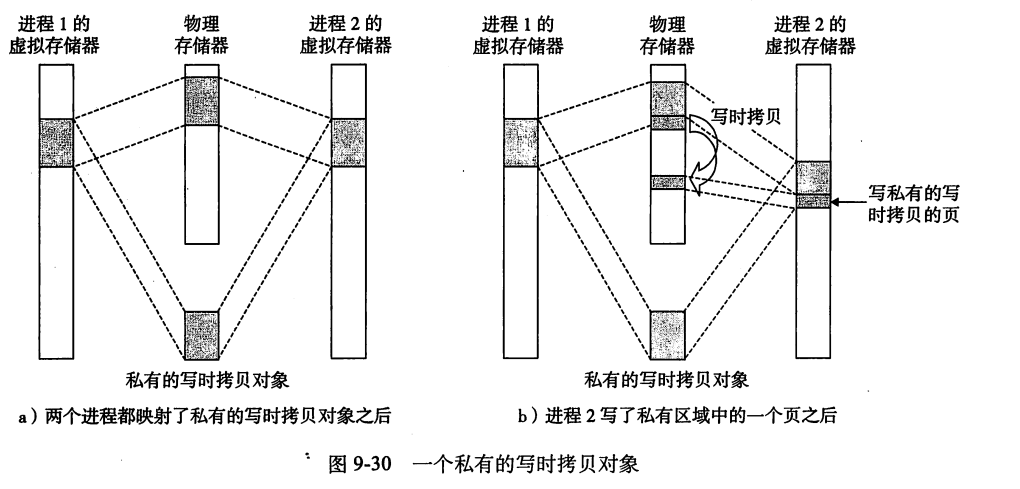 进程 1 的
虚拟存储器
物理
存储器
进程 2 的
虚拟存储器
私有的写时拷贝对象
a）两个进程都映射了私有的写时拷贝对象之后
进程 1 的
虚拟存储器
物理
存储器
进程 2 的
虚拟存储器
写时拷贝
写私有的写
时拷贝的页
私有的写时拷贝对象
b）进程 2 写了私有区域中的一个页之后
图 9-30 一个私有的写时拷贝对象